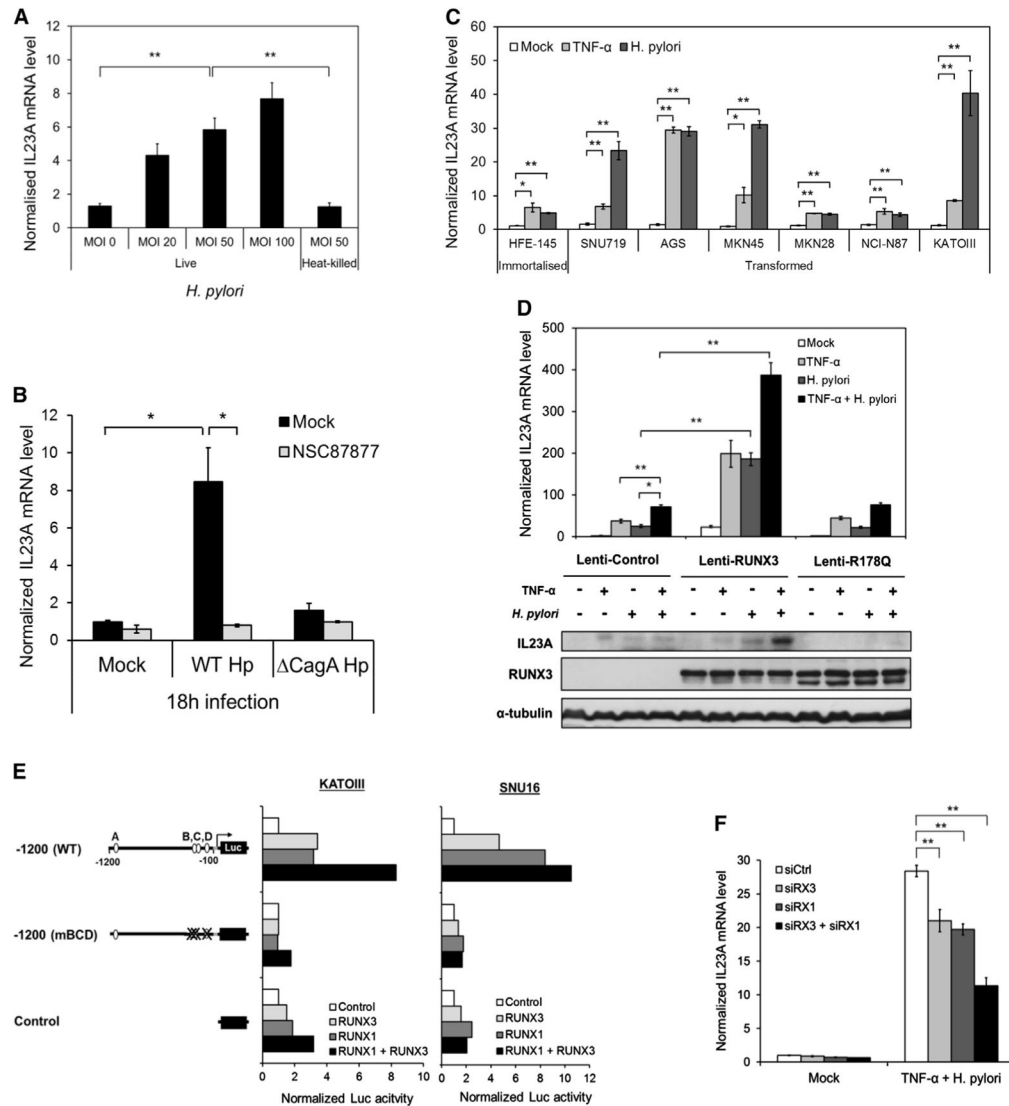 A
Normalised IL23A mRNA level
12
10
8
6
4
2
0
** **
MOI 0 MOI 20 MOI 50 MOI 100 MOI 50
Live Heat-killed
H. pylori
B
Normalized IL23A mRNA level
12
10
8
6
4
2
0
* *
Mock
NSC87877
Mock WT Hp ΔCagA Hp
18h infection
C
Normalized IL23A mRNA level
60
50
40
30
20
10
0
Mock TNF-α H. pylori
** *
** **
** **
** *
** **
** **
** **
HFE-145 SNU719 AGS MKN45 MKN28 NCI-N87 KATOIII
Immortalised Transformed
D
Normalized IL23A mRNA level
500
400
300
200
100
0
Mock
TNF-α
H. pylori
TNF-α + H. pylori
**
**
**
*
Lenti-Control Lenti-RUNX3 Lenti-R178Q
TNF-α - + - + - + - + - + - +
H. pylori - - + + - - + + - - + +
IL23A
RUNX3
α-tubulin
E
KATOIII SNU16
-1200 (WT)
A B,C,D
Luc
-1200 -100
-1200 (mBCD)
Control
Control
RUNX3
RUNX1
RUNX1 + RUNX3
Control
RUNX3
RUNX1
RUNX1 + RUNX3
0 2 4 6 8 10
0 2 4 6 8 10 12
Normalized Luc activity
Normalized Luc activity
F
Normalized IL23A mRNA level
35
30
25
20
15
10
5
0
siCtrl
siRX3
siRX1
siRX3 + siRX1
**
**
**
Mock TNF-α + H. pylori